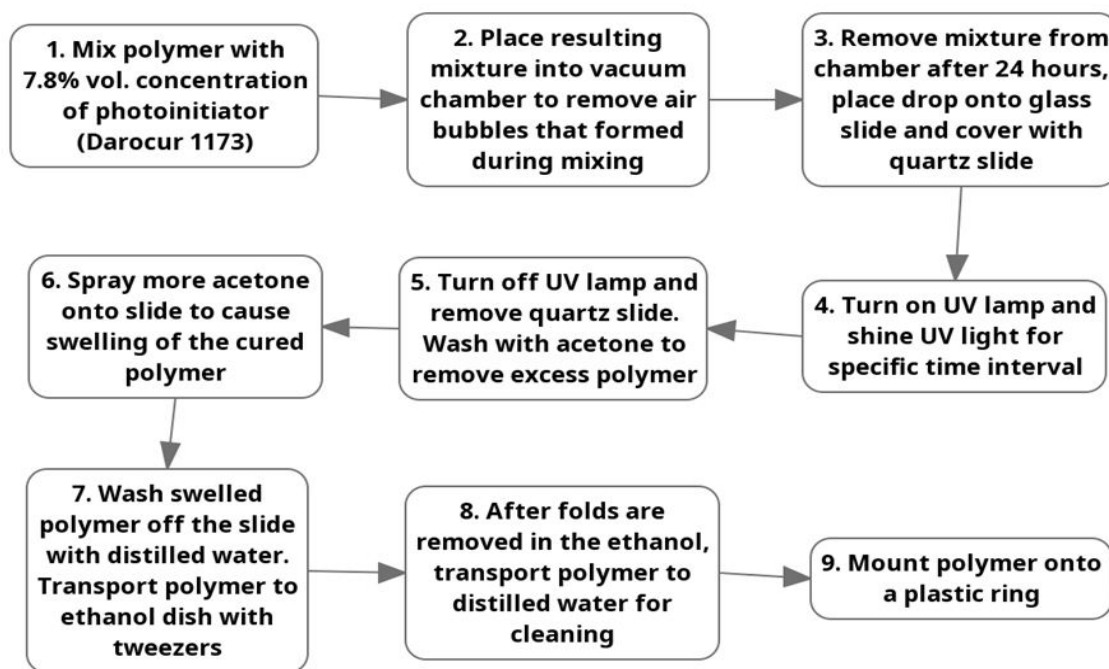 1. Mix polymer with
7.8% vol. concentration
of photoinitiator
(Darocur 1173)
2. Place resulting
mixture into vacuum
chamber to remove air
bubbles that formed
during mixing
3. Remove mixture from
chamber after 24 hours,
place drop onto glass
slide and cover with
quartz slide
4. Turn on UV lamp and
shine UV light for
specific time interval
5. Turn off UV lamp and
remove quartz slide.
Wash with acetone to
remove excess polymer
6. Spray more acetone
onto slide to cause
swelling of the cured
polymer
7. Wash swelled
polymer off the slide
with distilled water.
Transport polymer to
ethanol dish with
tweezers
8. After folds are
removed in the ethanol,
transport polymer to
distilled water for
cleaning
9. Mount polymer onto
a plastic ring